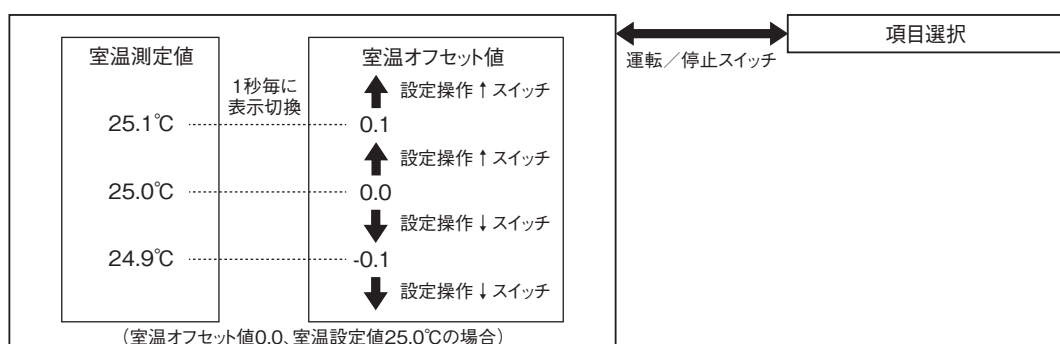 室温測定値
室温オフセット値
項目選択
運転／停止スイッチ
1秒毎に
表示切換
設定操作↑スイッチ
25.1℃
0.1
設定操作↑スイッチ
25.0℃
0.0
設定操作↓スイッチ
24.9℃
-0.1
設定操作↓スイッチ
（室温オフセット値0.0、室温設定値25.0℃の場合）